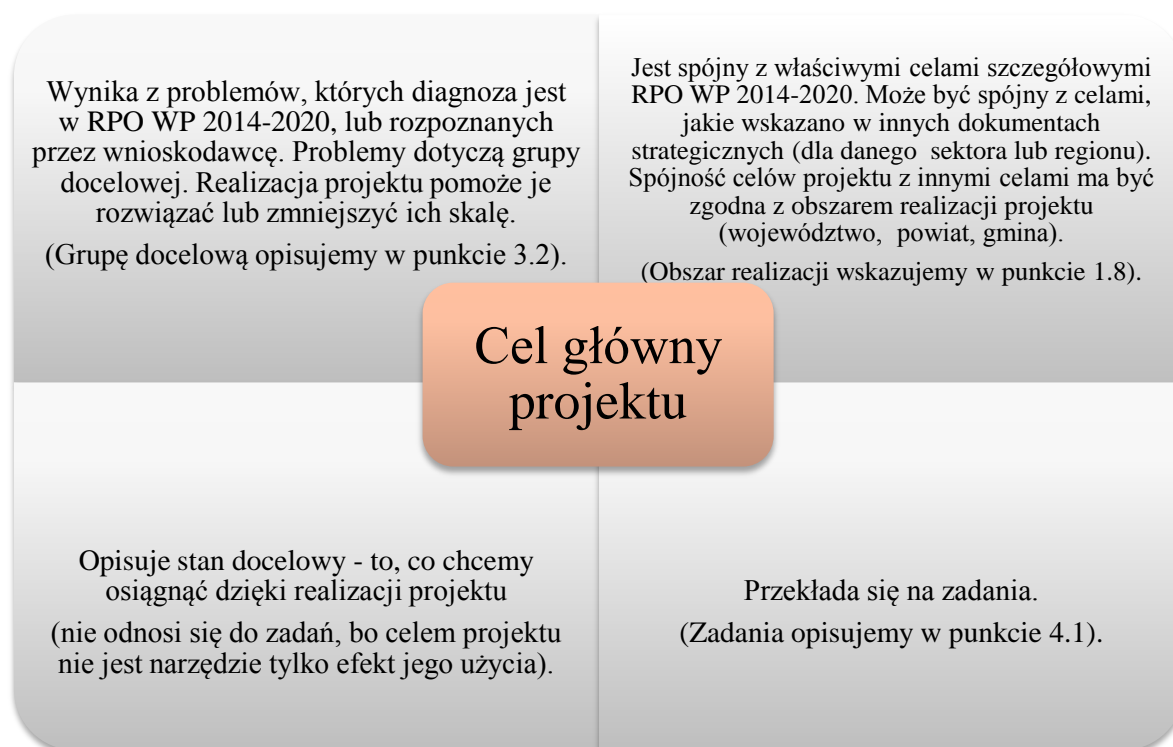 Wynika z problemów, których diagnoza jest
w RPO WP 2014-2020, lub rozpoznanych
przez wnioskodawcę. Problemy dotyczą grupy
docelowej. Realizacja projektu pomoże je
rozwiązać lub zmniejszyć ich skalę.
(Grupę docelową opisujemy w punkcie 3.2).
Jest spójny z właściwymi celami szczegółowymi
RPO WP 2014-2020. Może być spójny z celami,
jakie wskazano w innych dokumentach
strategicznych (dla danego sektora lub regionu).
Spójność celów projektu z innymi celami ma być
zgodna z obszarem realizacji projektu
(województwo, powiat, gmina).
(Obszar realizacji wskazujemy w punkcie 1.8).
Cel główny
projektu
Opisuje stan docelowy - to, co chcemy
osiągnąć dzięki realizacji projektu
(nie odnosi się do zadań, bo celem projektu
nie jest narzędzie tylko efekt jego użycia).
Przekłada się na zadania.
(Zadania opisujemy w punkcie 4.1).